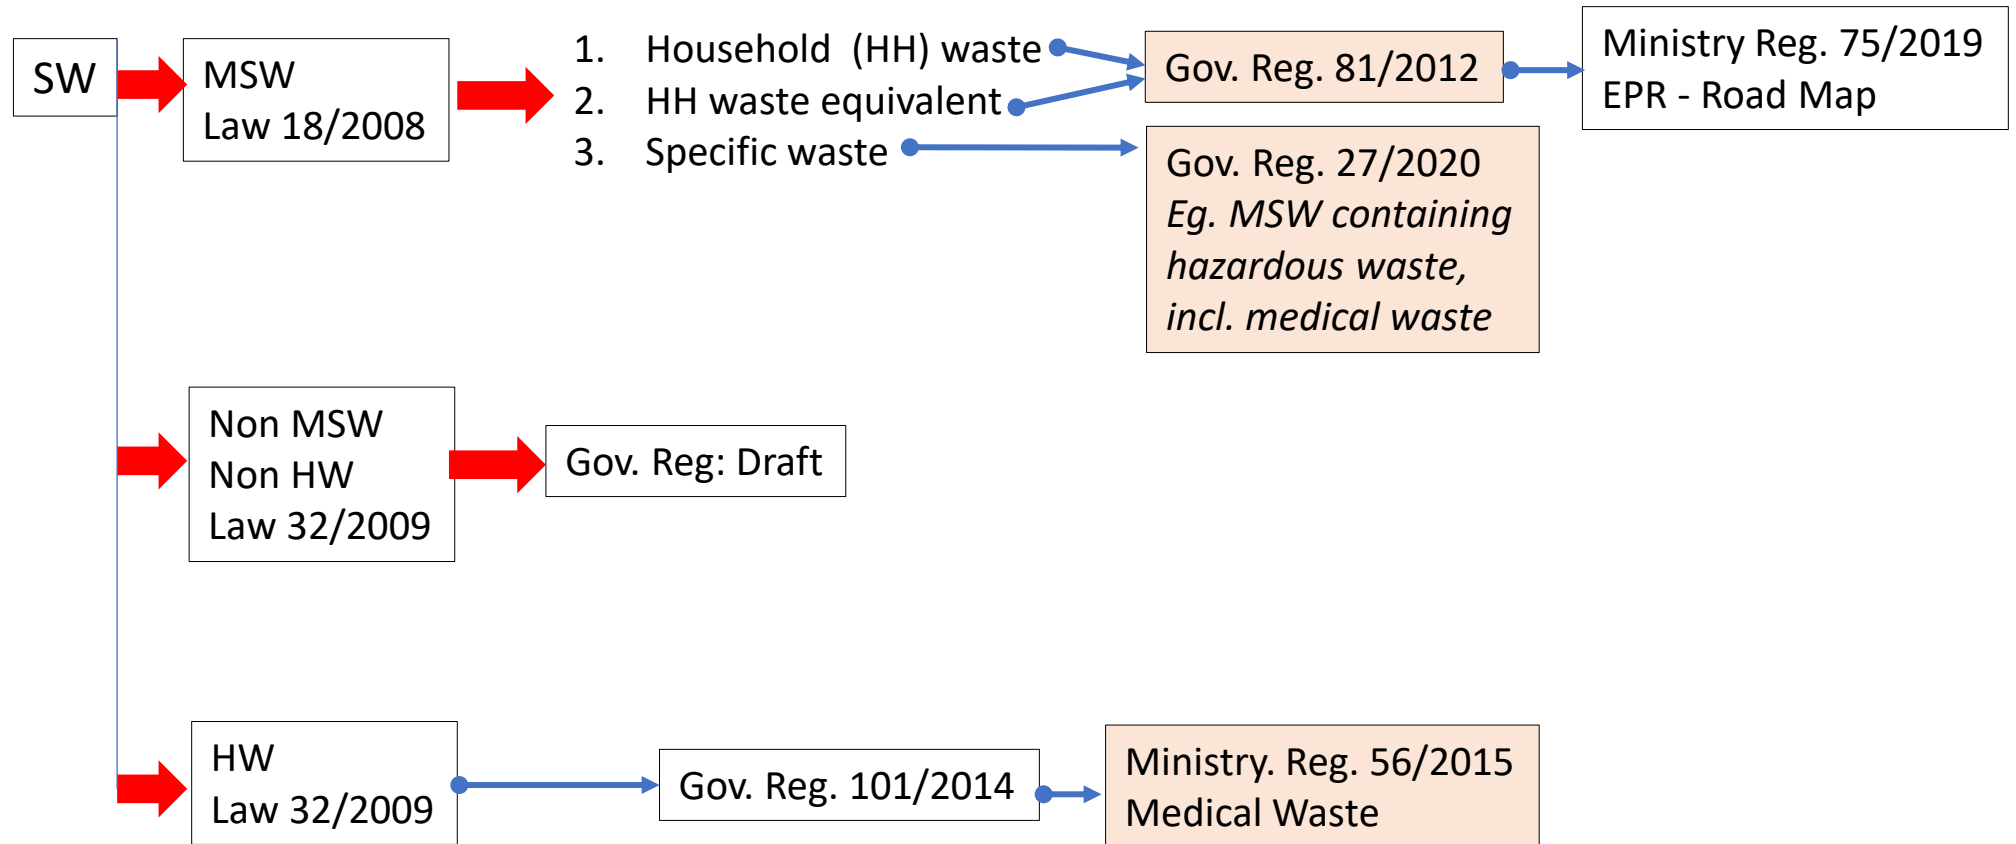 SW
MSW
Law 18/2008
1. Household (HH) waste
2. HH waste equivalent
3. Specific waste
Gov. Reg. 81/2012
Ministry Reg. 75/2019
EPR - Road Map
Gov. Reg. 27/2020
Eg. MSW containing
hazardous waste,
incl. medical waste
Non MSW
Non HW
Law 32/2009
Gov. Reg: Draft
HW
Law 32/2009
Gov. Reg. 101/2014
Ministry. Reg. 56/2015
Medical Waste